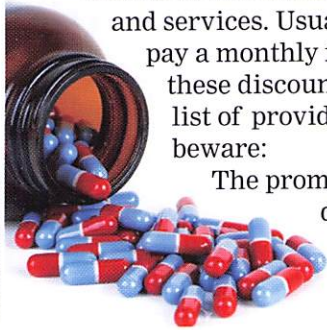 and services. Usua
pay a monthly
these discoun
list of provid
beware:
The prom